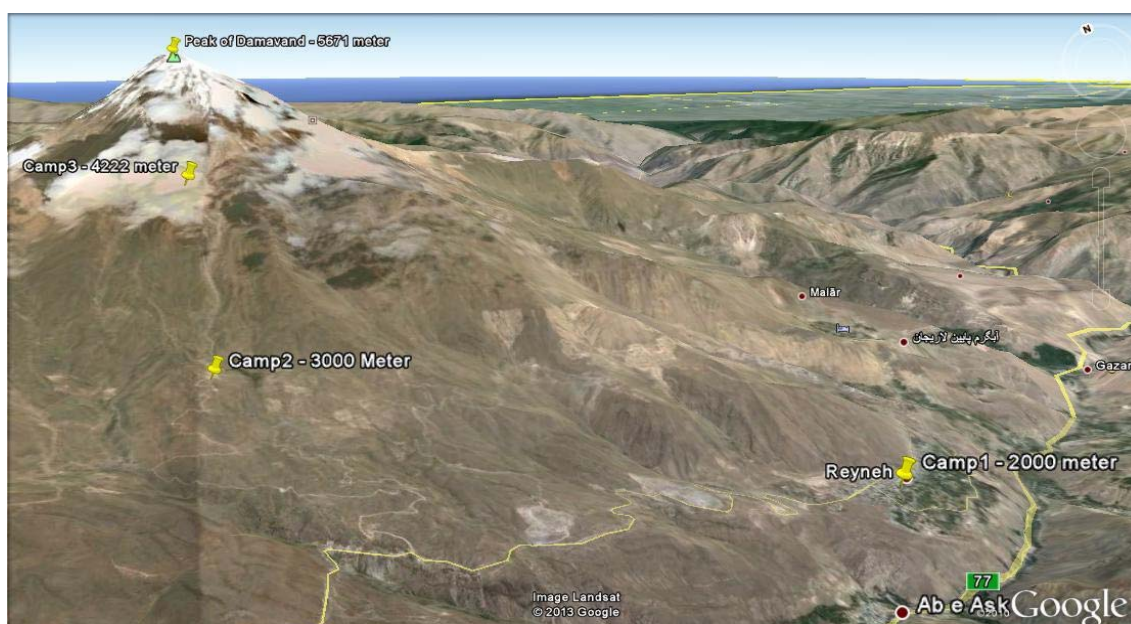 N
Peak of Damavand - 5671 meter
Camp3 - 4222 meter
Malār
آبگرم پایین لاریجان
Gazar
Camp2 - 3000 Meter
Reyneh
Camp1 - 2000 meter
77
Image Landsat
© 2013 Google
Ab e Ask
Google